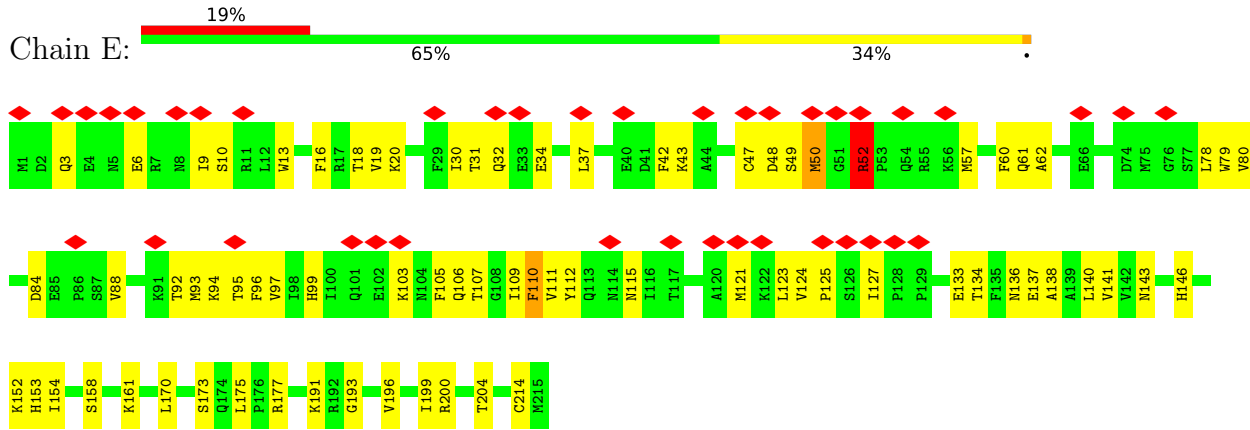 19%
Chain E:
65% 34% .
M1 D2 Q3 E4 N5 E6 R7 N8 I9 S10 R11 L12 W13 F16 R17 T18 V19 K20 F29 I30 T31 Q32 E33 E34 L37 E40 D41 F42 K43 A44 C47 D48 S49 M50 G51 R52 P53 Q54 R55 K56 M57 F60 Q61 A62 E66 D74 M75 G76 S77 L78 W79 V80
D84 E85 P86 S87 V88 K91 T92 M93 K94 T95 F96 V97 I98 H99 I100 Q101 E102 K103 N104 F105 Q106 T107 G108 I109 F110 V111 Y112 Q113 N114 N115 I116 T117 A120 M121 K122 L123 V124 P125 S126 I127 P128 P129 E133 T134 F135 N136 E137 A138 A139 L140 V141 V142 N143 H146
K152 H153 I154 S158 K161 L170 S173 Q174 L175 P176 R177 K191 R192 G193 V196 I199 R200 T204 C214 M215